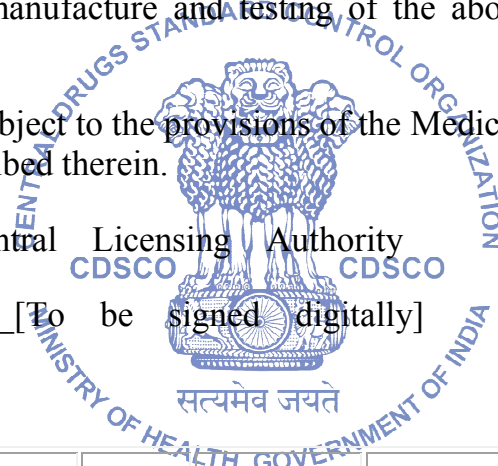 manufacture and testing of the abo
CENTRAL DRUGS STANDARD CONTROL ORGANIZATION
bject to the provisions of the Medic
bed therein.
ntral Licensing Authority
CDSCO CDSCO
_[To be signed digitally]
सत्यमेव जयते
MINISTRY OF HEALTH GOVERNMENT OF INDIA